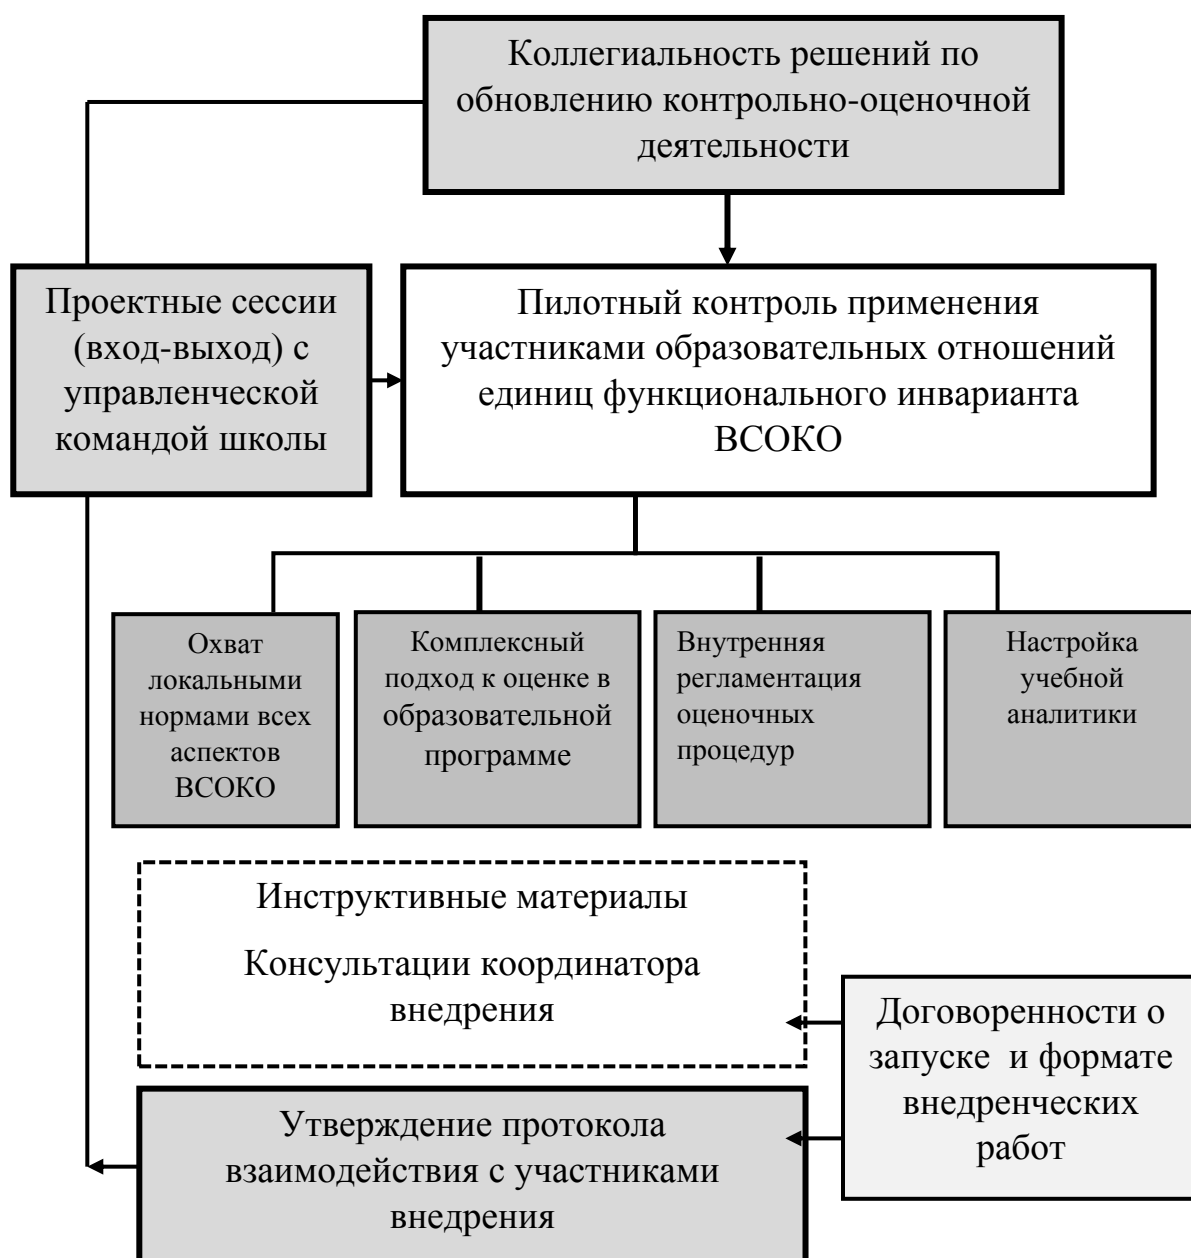 Коллегиальность решений по
обновлению контрольно-оценочной
деятельности
Проектные сессии
(вход-выход) с
управленческой
командой школы
Пилотный контроль применения
участниками образовательных отношений
единиц функционального инварианта
ВСОКО
Охват
локальными
нормами всех
аспектов
ВСОКО
Комплексный
подход к оценке в
образовательной
программе
Внутренняя
регламентация
оценочных
процедур
Настройка
учебной
аналитики
Инструктивные материалы
Консультации координатора
внедрения
Договоренности о
запуске  и формате
внедренческих
работ
Утверждение протокола
взаимодействия с участниками
внедрения